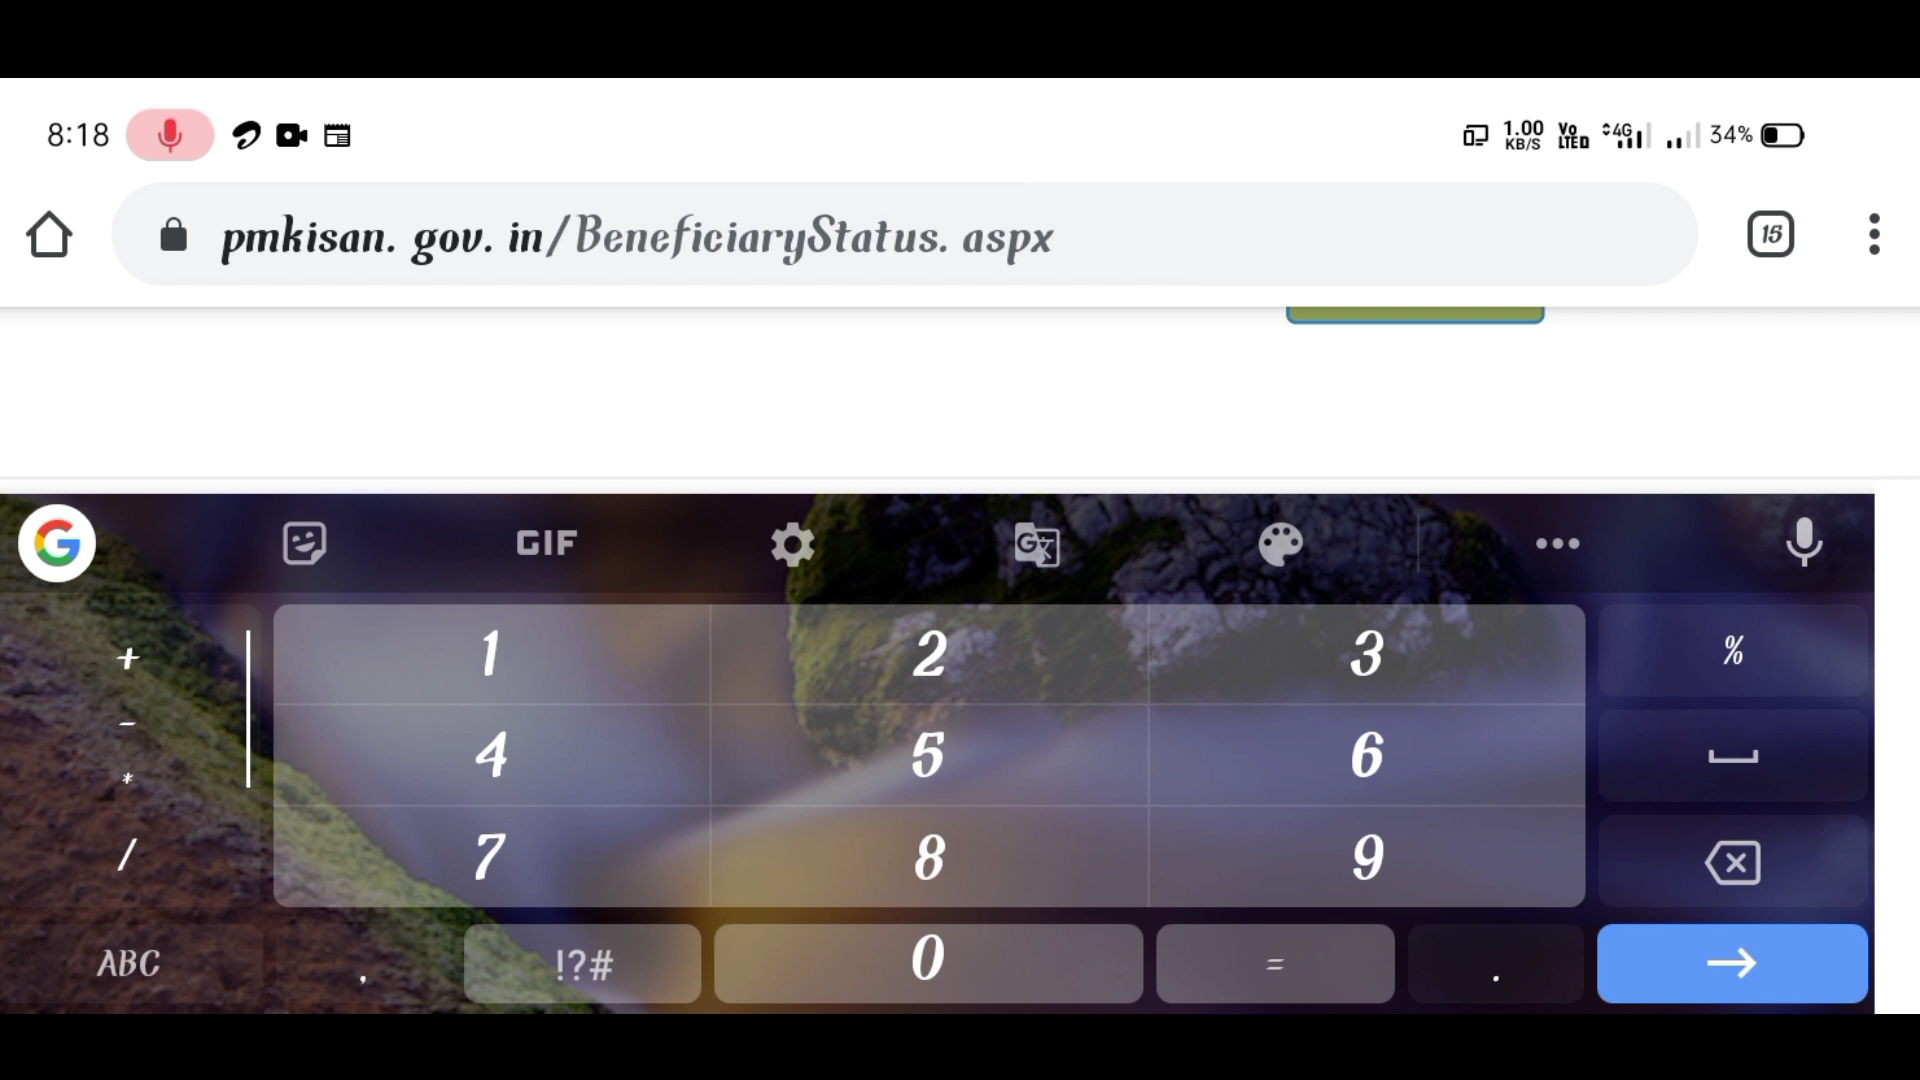 8:18 1.00 KB/S Vo LTE D 4G 34%
pmkisan. gov. in/BeneficiaryStatus. aspx 15
G GIF G
+ 1 2 3 %
- 4 5 6
*
/ 7 8 9
ABC , !?# 0 = .